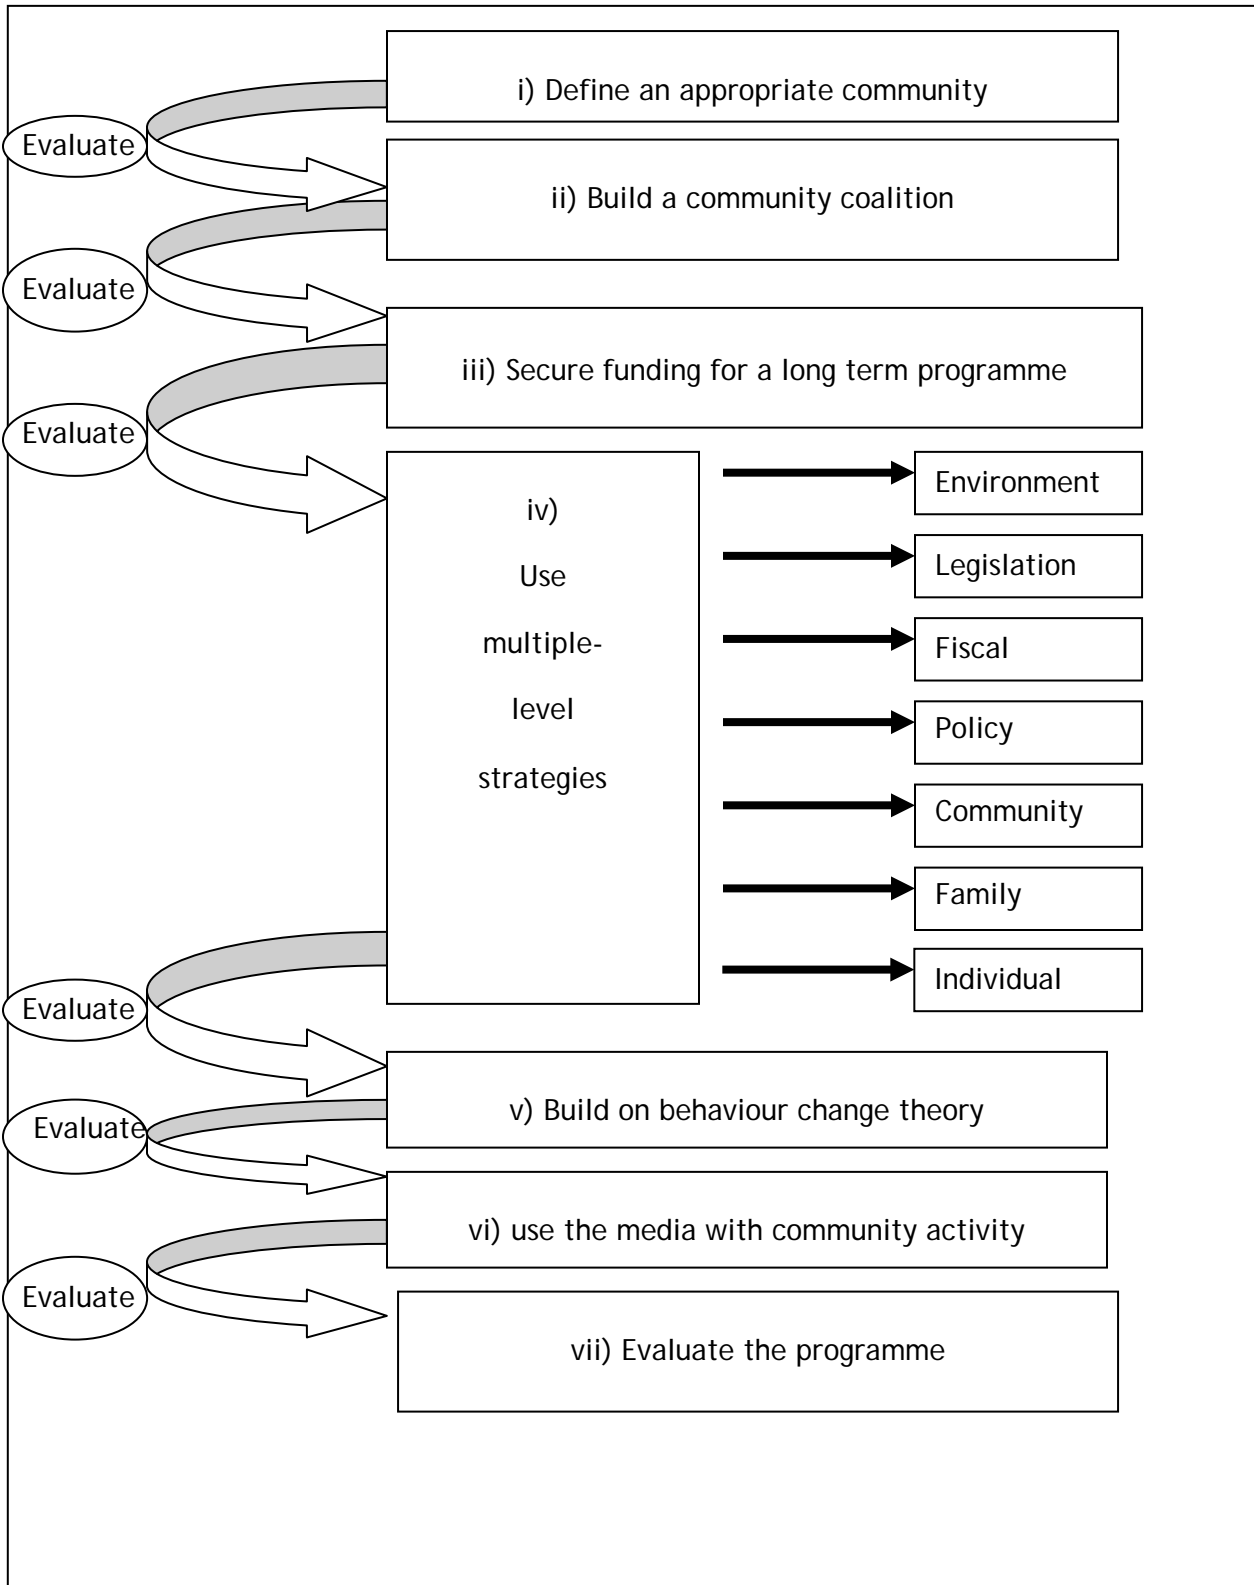 i) Define an appropriate community
Evaluate
ii) Build a community coalition
Evaluate
iii) Secure funding for a long term programme
Evaluate
iv)
Use
multiple-
level
strategies
Environment
Legislation
Fiscal
Policy
Community
Family
Individual
Evaluate
v) Build on behaviour change theory
Evaluate
vi) use the media with community activity
Evaluate
vii) Evaluate the programme